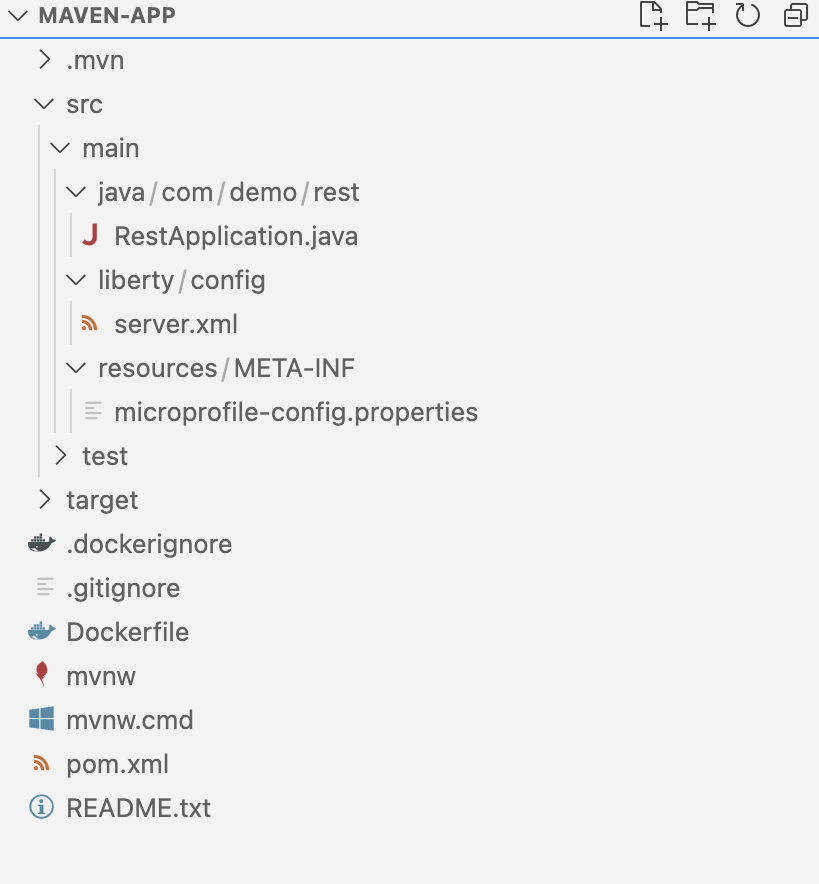 MAVEN-APP
.mvn
src
main
java/com/demo/rest
RestApplication.java
liberty/config
server.xml
resources/META-INF
microprofile-config.properties
test
target
.dockerignore
.gitignore
Dockerfile
mvnw
mvnw.cmd
pom.xml
README.txt